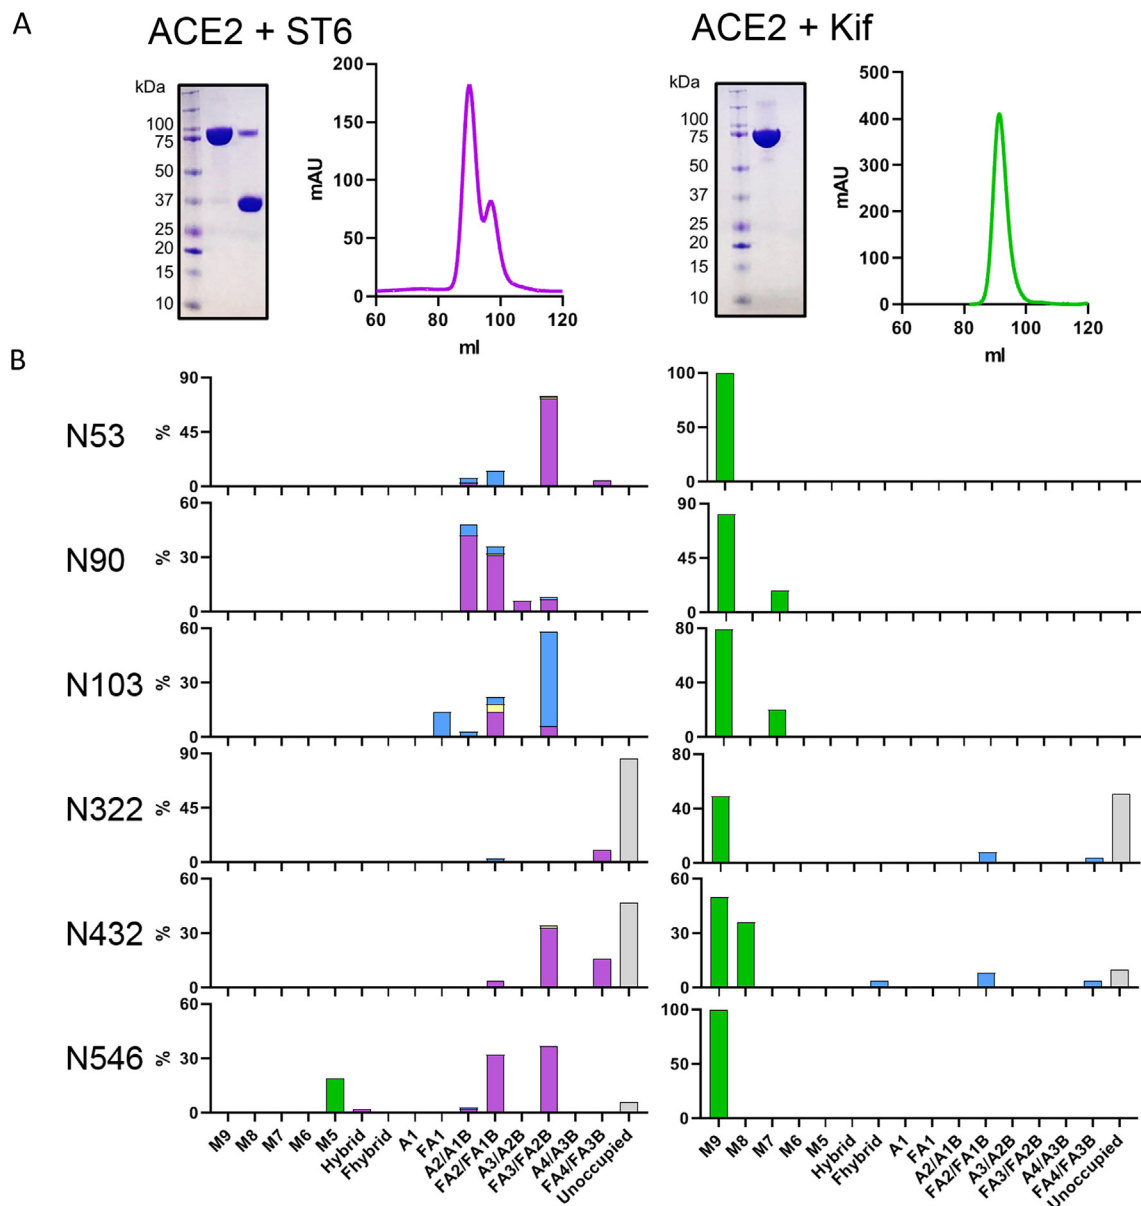 A
ACE2 + ST6
ACE2 + Kif
kDa
100
75
50
37
25
20
15
10
mAU
200
150
100
50
0
60 80 100 120
ml
kDa
100
75
50
37
25
20
15
10
mAU
500
400
300
200
100
0
60 80 100 120
ml
B
N53
%
90
45
0
100
50
0
N90
%
60
30
0
90
45
0
N103
%
60
30
0
80
40
0
N322
%
90
45
0
80
40
0
N432
%
60
30
0
60
30
0
N546
%
60
30
0
100
50
0
M9
M8
M7
M6
M5
Hybrid
Fhybrid
A1
FA1
A2/A1B
FA2/FA1B
A3/A2B
FA3/FA2B
A4/A3B
FA4/FA3B
Unoccupied
M9
M8
M7
M6
M5
Hybrid
Fhybrid
A1
FA1
A2/A1B
FA2/FA1B
A3/A2B
FA3/FA2B
A4/A3B
FA4/FA3B
Unoccupied